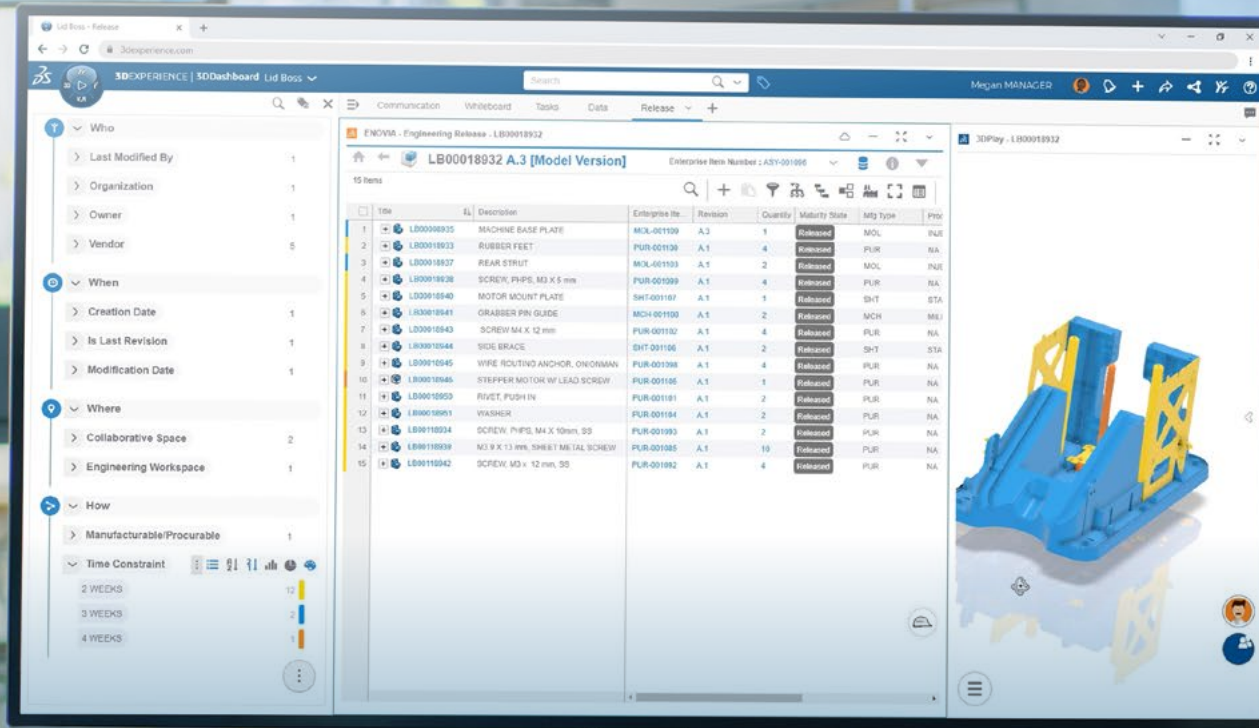 Lid Boss - Release
3dexperience.com
3DEXPERIENCE | 3DDashboard Lid Boss
Search
Megan MANAGER
Communication Whiteboard Tasks Data Release
Who
Last Modified By 1
Organization 1
Owner 1
Vendor 5
When
Creation Date 1
Is Last Revision 1
Modification Date 1
Where
Collaborative Space 2
Engineering Workspace 1
How
Manufacturable/Procurable 1
Time Constraint
2 WEEKS 12
3 WEEKS 2
4 WEEKS 1
ENOVIA - Engineering Release - LB00018932
LB00018932 A.3 [Model Version]
Enterprise Item Number : ASY-001096
15 items
Title Description Enterprise Ite... Revision Quantity Maturity State Mfg Type
1 MACHINE BASE PLATE MOL-001109 A.3 1 Released MOL
2 LB00018933 RUBBER FEET A.1 4 Released PUR NA
3 LB00018937 REAR STRUT MOL-001103 A.1 2 Released MOL
4 LB00018938 SCREW, PHPS, M3 X 5 mm PUR-001099 A.1 4 Released PUR NA
5 LB00018940 MOTOR MOUNT PLATE SHT-001107 A.1 1 Released SHT STA
6 LB00018941 GRABBER PIN GUIDE MCH-001100 A.1 2 Released MCH
7 LB00018943 SCREW M4 X 12 mm PUR-001102 A.1 4 Released PUR NA
8 LB00018944 SIDE BRACE SHT-001106 A.1 2 Released SHT STA
9 LB00018945 WIRE ROUTING ANCHOR, ONIONMAN PUR-001098 A.1 4 Released PUR NA
10 LB00018946 STEPPER MOTOR W/ LEAD SCREW PUR-001105 A.1 1 Released PUR NA
11 RIVET, PUSH IN PUR-001101 A.1 2 Released PUR NA
12 LB00018951 WASHER PUR-001104 A.1 2 Released PUR NA
13 LB00118934 SCREW, PHPS, M4 X 10mm, SS PUR-001093 A.1 2 Released PUR NA
14 LB00118939 M3.9 X 13 mm, SHEET METAL SCREW PUR-001085 A.1 10 Released PUR NA
15 LB00118942 SCREW, M3 x 12 mm, SS PUR-001092 A.1 4 Released PUR NA
3DPlay - LB00018932